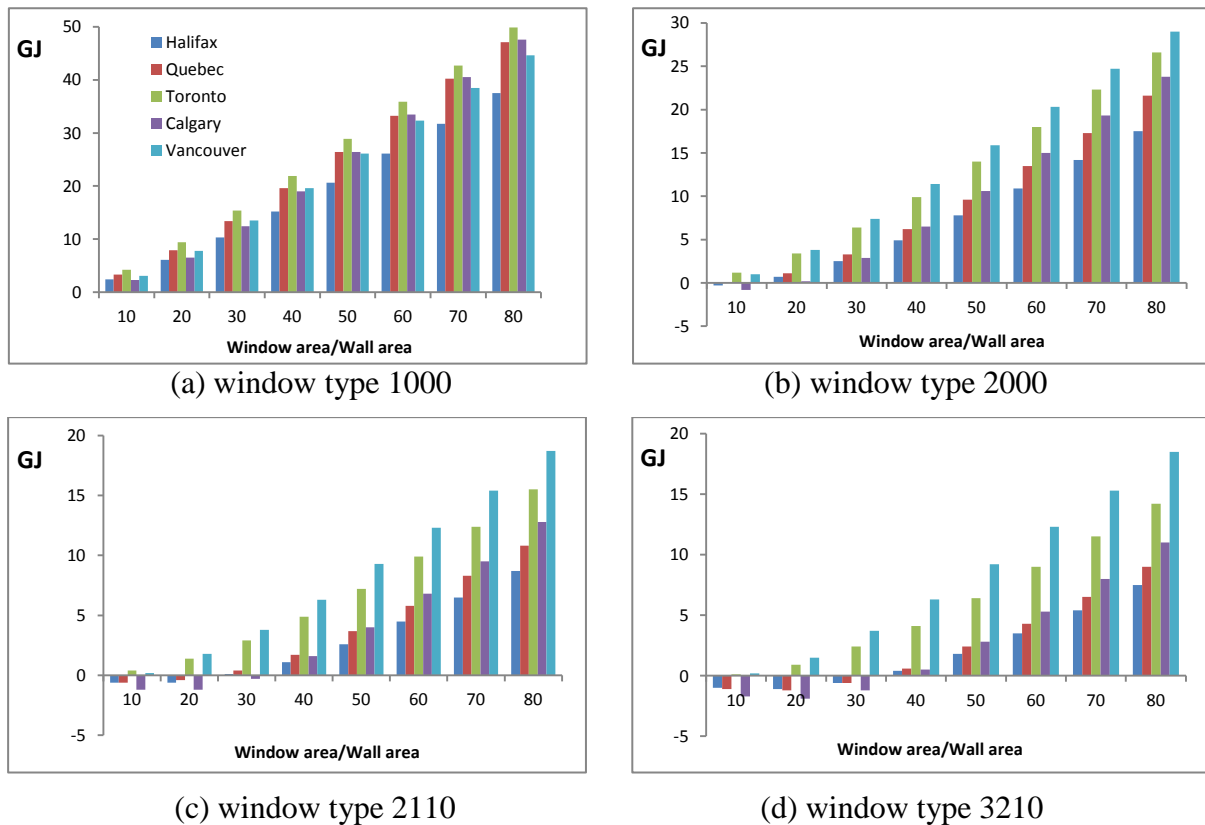 GJ
50
40
30
20
10
0
Halifax
Quebec
Toronto
Calgary
Vancouver
10 20 30 40 50 60 70 80
Window area/Wall area
(a) window type 1000
GJ
30
25
20
15
10
5
0
-5
10 20 30 40 50 60 70 80
Window area/Wall area
(b) window type 2000
GJ
20
15
10
5
0
-5
10 20 30 40 50 60 70 80
Window area/Wall area
(c) window type 2110
GJ
20
15
10
5
0
-5
10 20 30 40 50 60 70 80
Window area/Wall area
(d) window type 3210